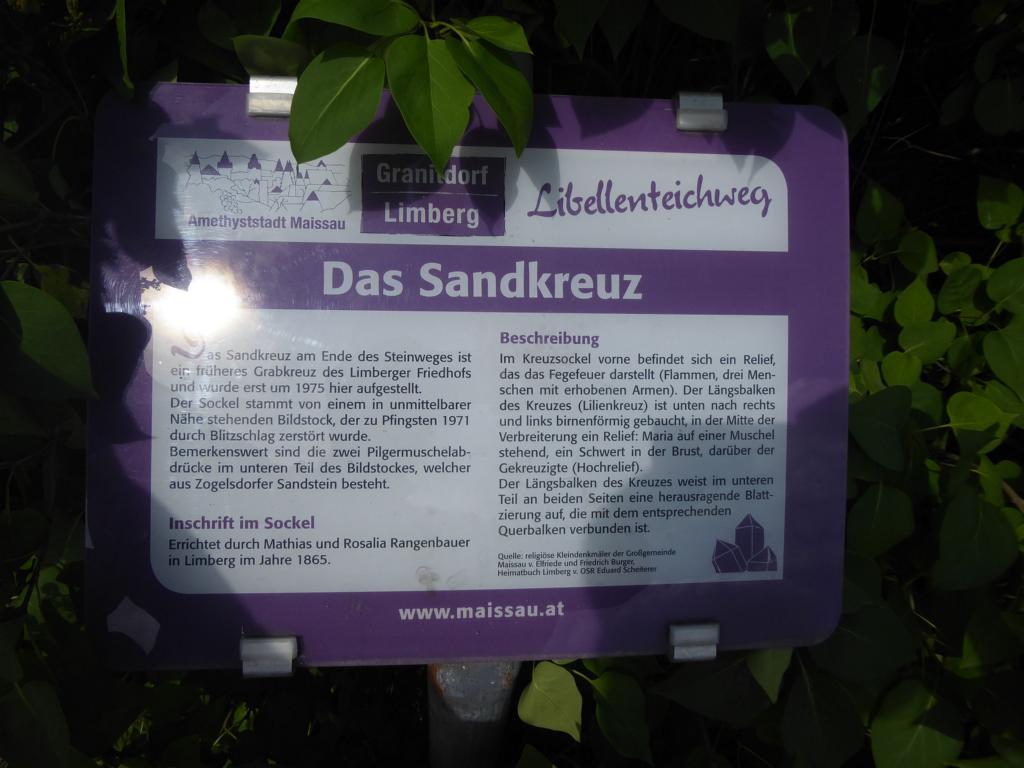 Amethyststadt Maissau
Granitdorf
Limberg
Libellenteichweg
Das Sandkreuz
Das Sandkreuz am Ende des Steinweges ist
ein früheres Grabkreuz des Limberger Friedhofs
und wurde erst um 1975 hier aufgestellt.
Der Sockel stammt von einem in unmittelbarer
Nähe stehenden Bildstock, der zu Pfingsten 1971
durch Blitzschlag zerstört wurde.
Bemerkenswert sind die zwei Pilgermuschelab-
drücke im unteren Teil des Bildstockes, welcher
aus Zogelsdorfer Sandstein besteht.
Inschrift im Sockel
Errichtet durch Mathias und Rosalia Rangenbauer
in Limberg im Jahre 1865.
Beschreibung
Im Kreuzsockel vorne befindet sich ein Relief,
das das Fegefeuer darstellt (Flammen, drei Men-
schen mit erhobenen Armen). Der Längsbalken
des Kreuzes (Lilienkreuz) ist unten nach rechts
und links birnenförmig gebaucht, in der Mitte der
Verbreiterung ein Relief: Maria auf einer Muschel
stehend, ein Schwert in der Brust, darüber der
Gekreuzigte (Hochrelief).
Der Längsbalken des Kreuzes weist im unteren
Teil an beiden Seiten eine herausragende Blatt-
zierung auf, die mit dem entsprechenden
Querbalken verbunden ist.
Quelle: religiöse Kleindenkmäler der Großgemeinde
Maissau v. Elfriede und Friedrich Burger,
Heimatbuch Limberg v. OSR Eduard Scheiterer
www.maissau.at